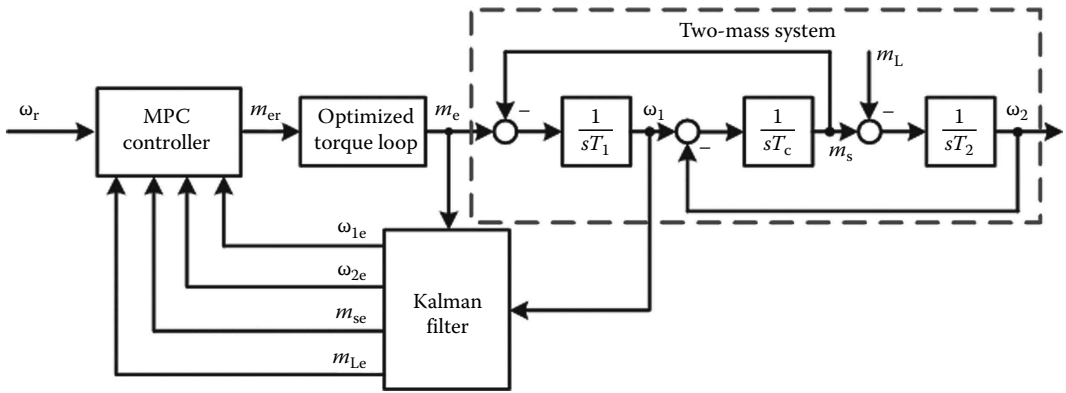 Two-mass system
m_L
ω_r
MPC
controller
m_er
Optimized
torque loop
m_e
−
1
sT_1
ω_1
−
1
sT_c
m_s
−
1
sT_2
ω_2
ω_1e
ω_2e
m_se
m_Le
Kalman
filter